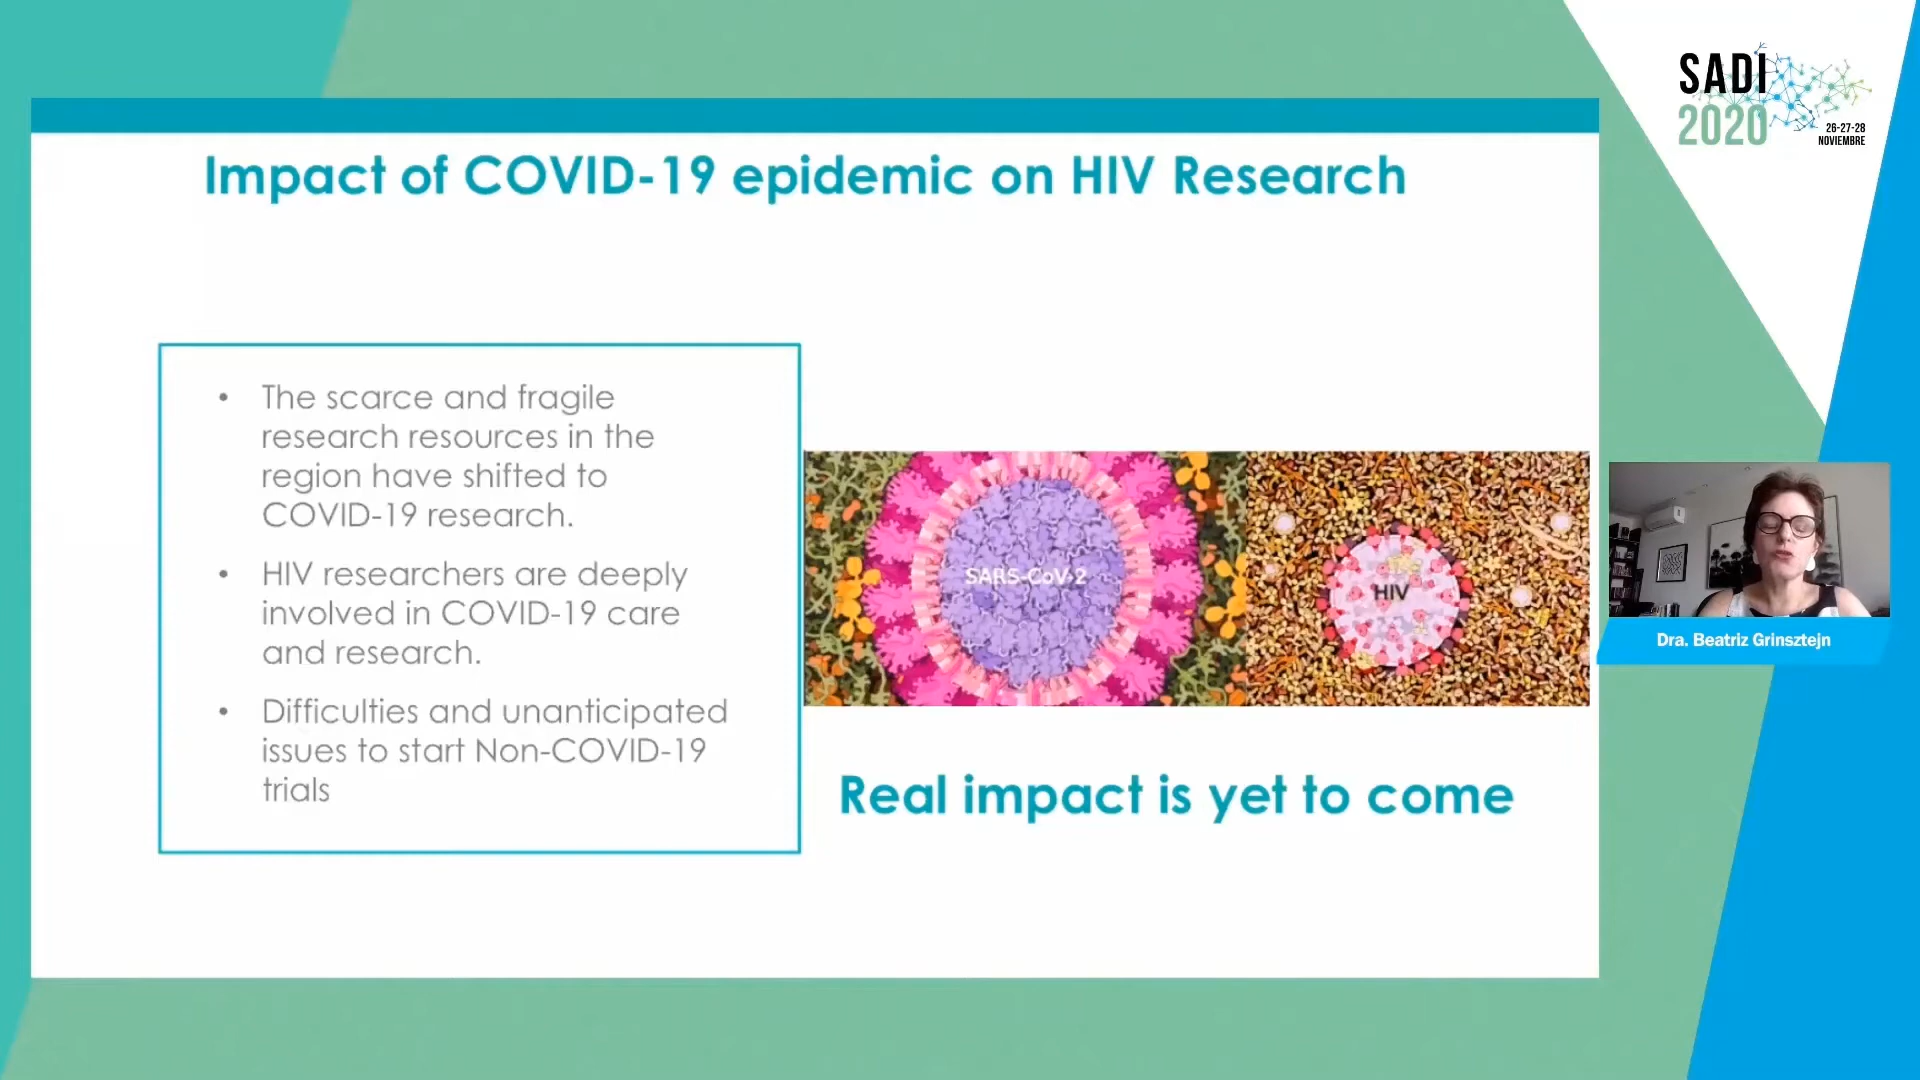 SADI
2020
26-27-28
NOVIEMBRE
Impact of COVID-19 epidemic on HIV Research
• The scarce and fragile
research resources in the
region have shifted to
COVID-19 research.
• HIV researchers are deeply
involved in COVID-19 care
and research.
• Difficulties and unanticipated
issues to start Non-COVID-19
trials
SARS-CoV-2
HIV
Real impact is yet to come
Dra. Beatriz Grinsztejn